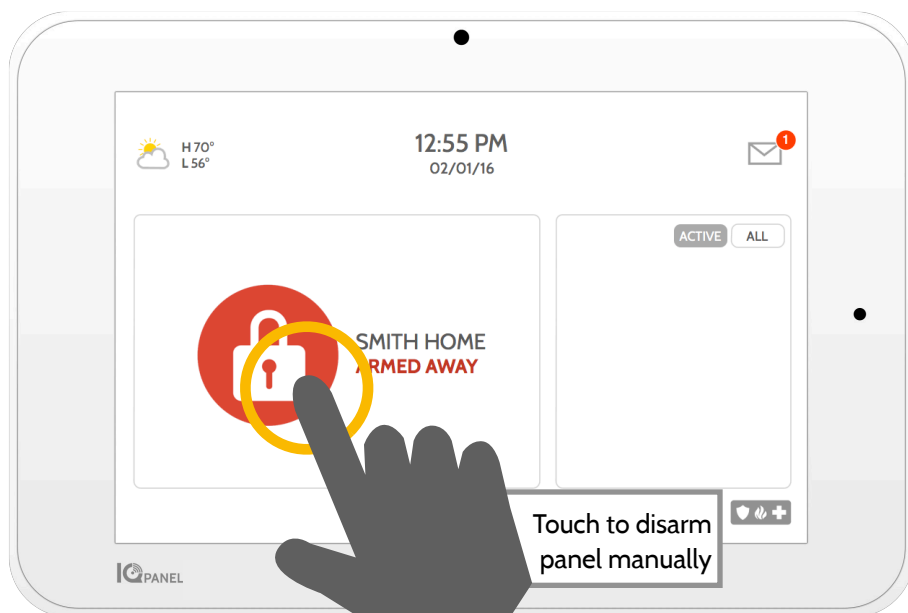 12:55 PM
02/01/16
H 70°
L 56°
1
ACTIVE
ALL
SMITH HOME
ARMED AWAY
Touch to disarm
panel manually
IQ PANEL